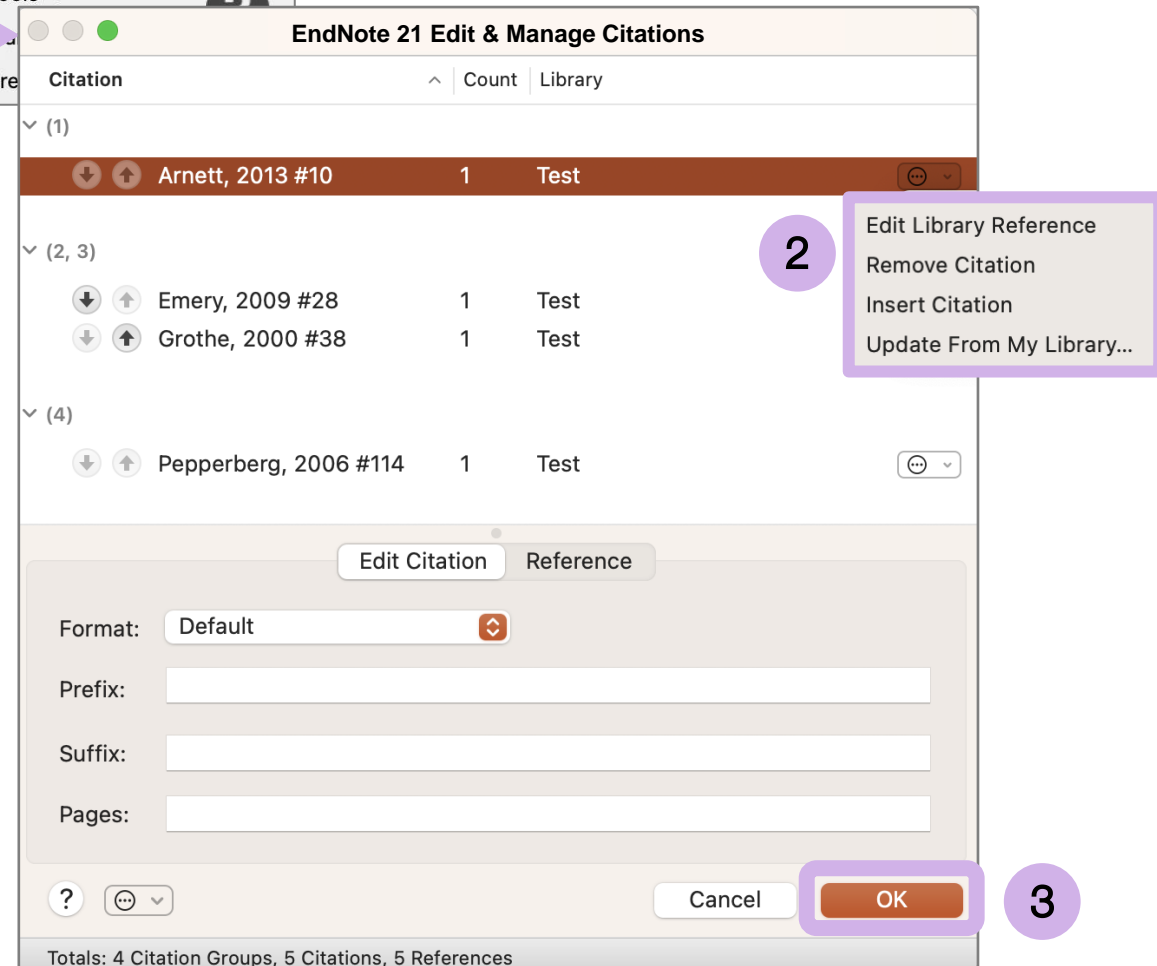 EndNote 21 Edit & Manage Citations
Citation Count Library
(1)
Arnett, 2013 #10 1 Test
2
Edit Library Reference
Remove Citation
Insert Citation
Update From My Library...
(2, 3)
Emery, 2009 #28 1 Test
Grothe, 2000 #38 1 Test
(4)
Pepperberg, 2006 #114 1 Test
Edit Citation Reference
Format: Default
Prefix:
Suffix:
Pages:
? Cancel OK 3
Totals: 4 Citation Groups, 5 Citations, 5 References